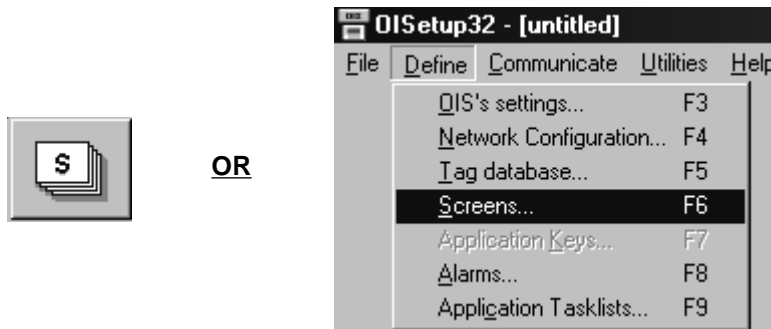 OISetup32 - [untitled]
File Define Communicate Utilities Help
S
OR
OIS's settings... F3
Network Configuration... F4
Tag database... F5
Screens... F6
Application Keys... F7
Alarms... F8
Application Tasklists... F9